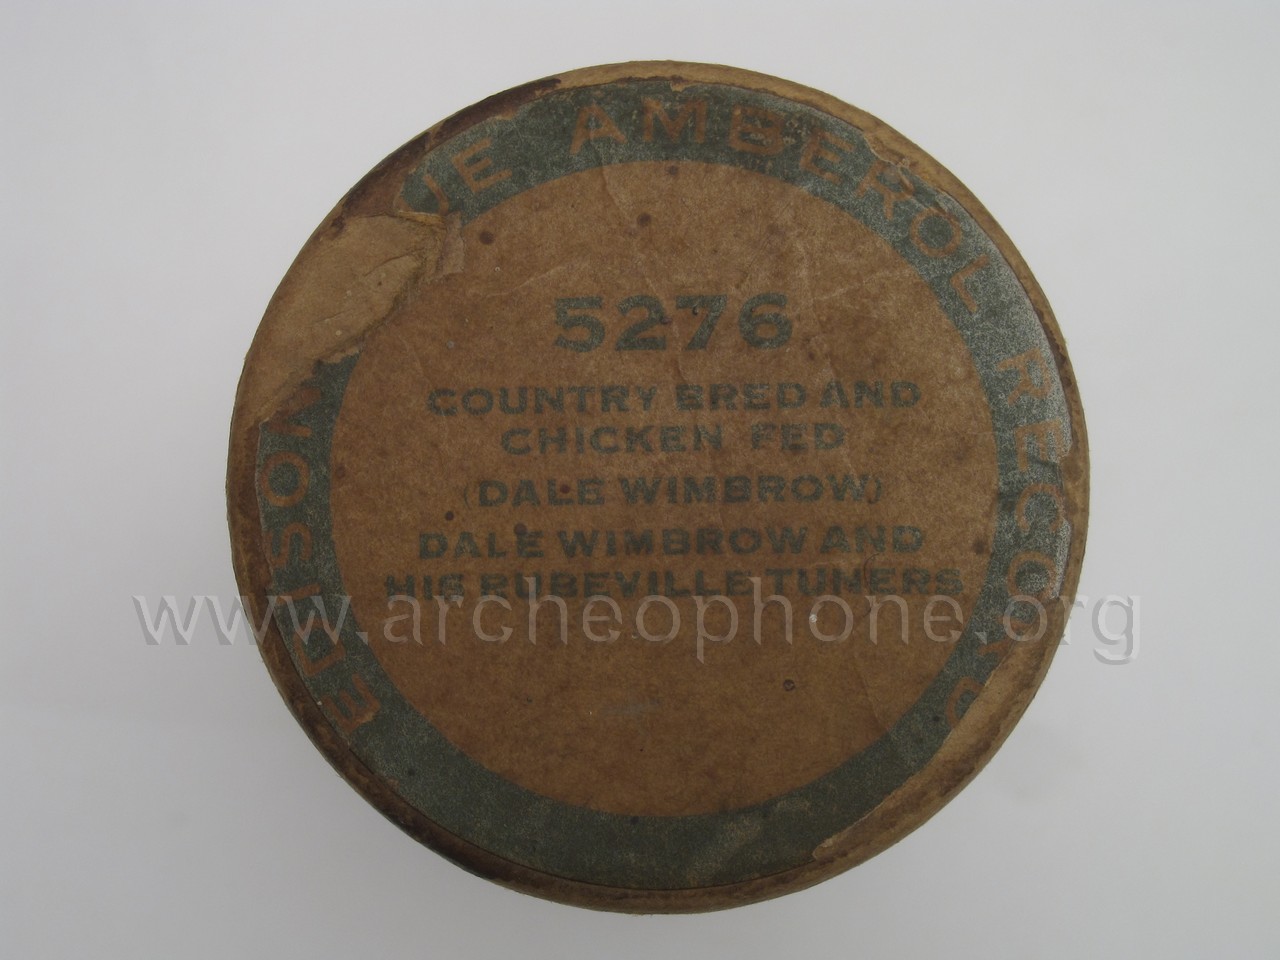 EDISON UE AMBEROL RECORD
5276
COUNTRY BRED AND
CHICKEN FED
(DALE WIMBROW)
DALE WIMBROW AND
HIS RUBEVILLE TUNERS
www.archeophone.org